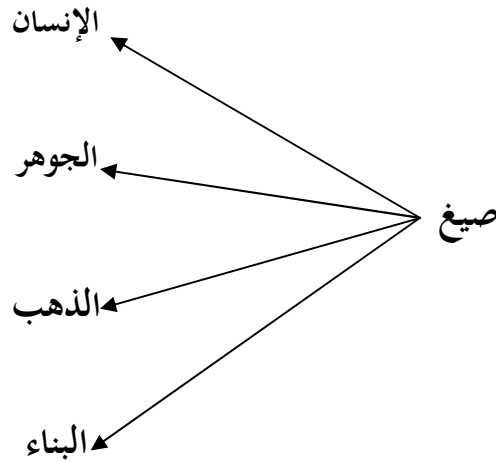 الإنسان
الجوهر
صيغ
الذهب
البناء